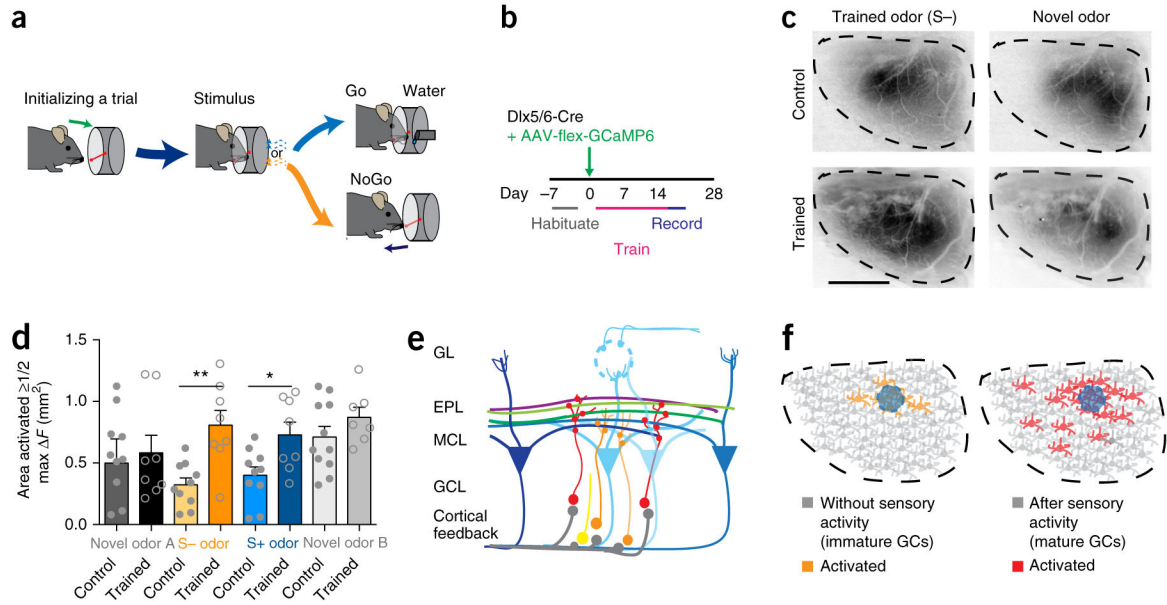 a
Initializing a trial
Stimulus
or
Go
Water
NoGo
b
Dlx5/6-Cre
+ AAV-flex-GCaMP6
Day
–7
0
7
14
28
Habituate
Record
Train
c
Trained odor (S–)
Novel odor
Control
Trained
d
Area activated ≥1/2
max ΔF (mm²)
1.5
1.0
0.5
0.0
**
*
Novel odor A
S– odor
S+ odor
Novel odor B
Control
Trained
Control
Trained
Control
Trained
Control
Trained
e
GL
EPL
MCL
GCL
Cortical
feedback
f
Without sensory
activity
(immature GCs)
Activated
After sensory
activity
(mature GCs)
Activated